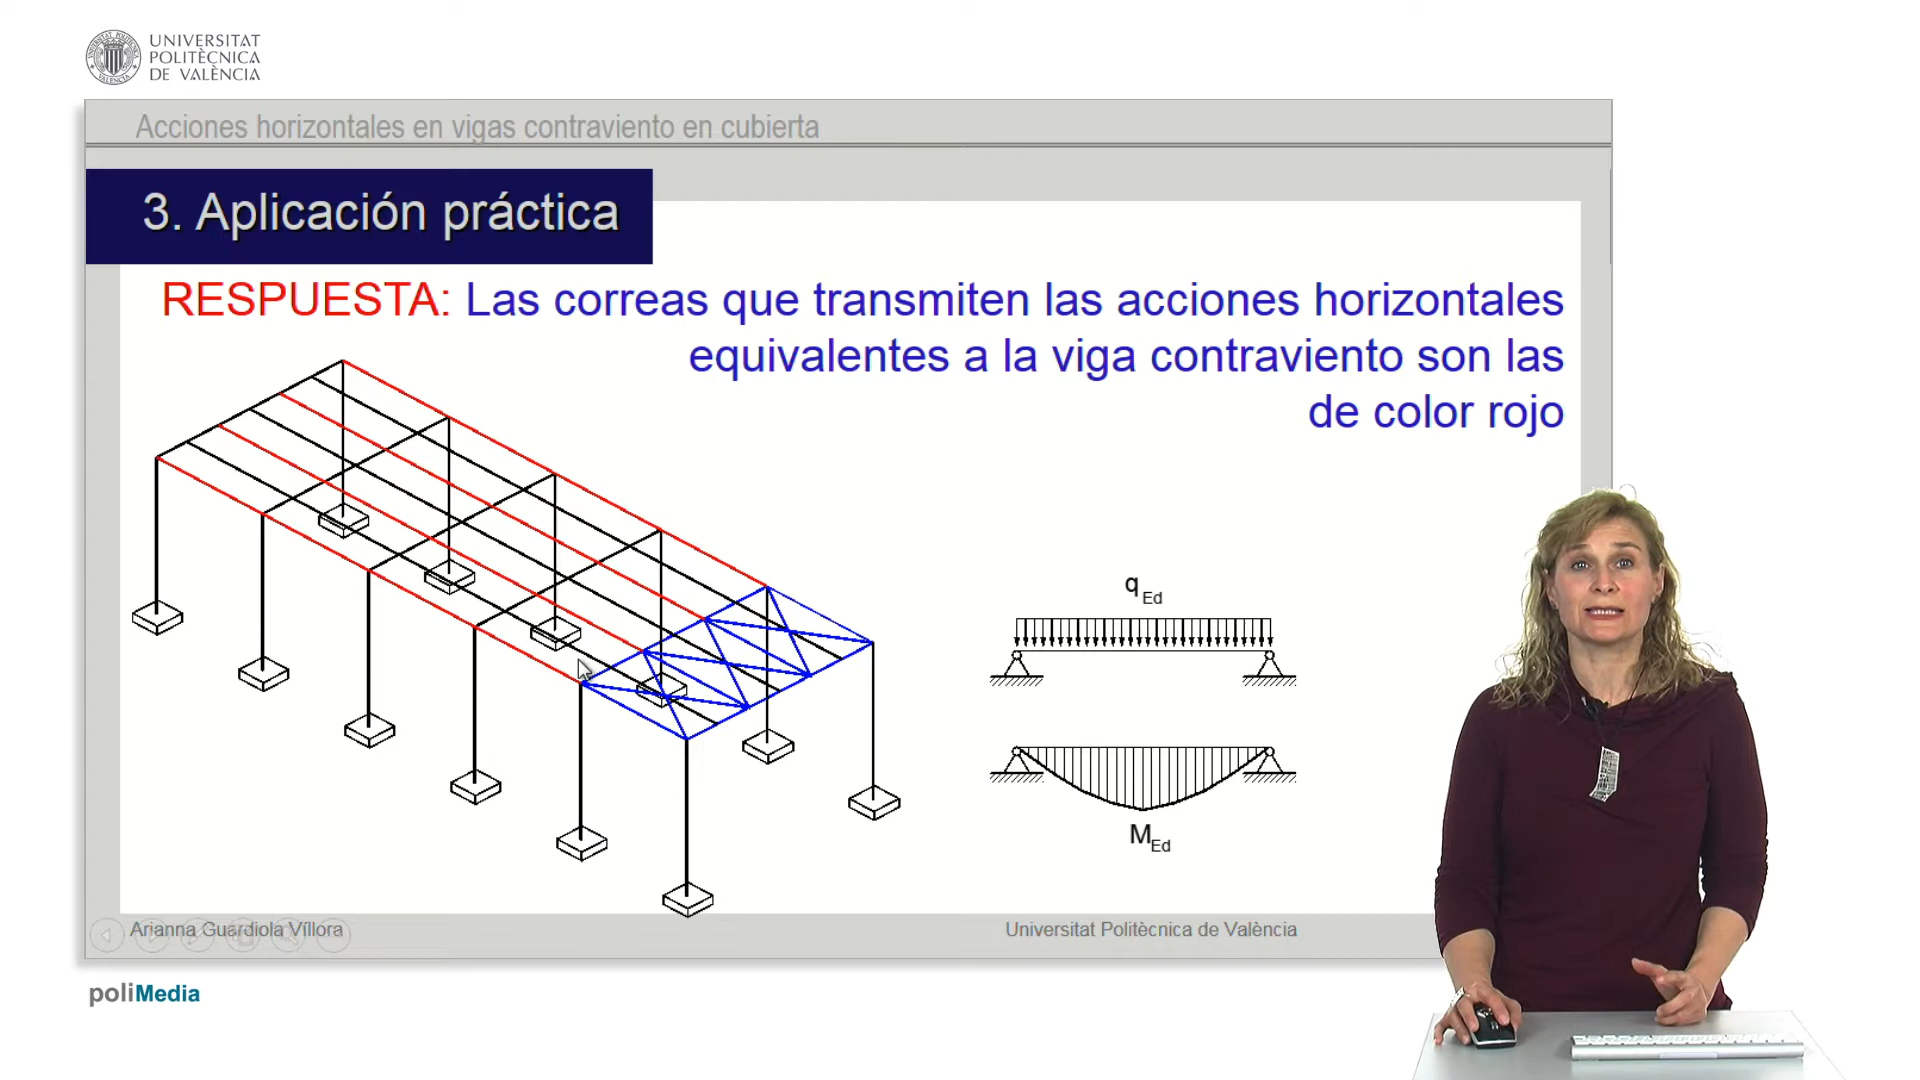 UNIVERSITAT
POLITÈCNICA
DE VALÈNCIA
Acciones horizontales en vigas contraviento en cubierta
3. Aplicación práctica
RESPUESTA: Las correas que transmiten las acciones horizontales
equivalentes a la viga contraviento son las
de color rojo
q Ed
M Ed
Arianna Guardiola Víllora
Universitat Politècnica de València
poliMedia